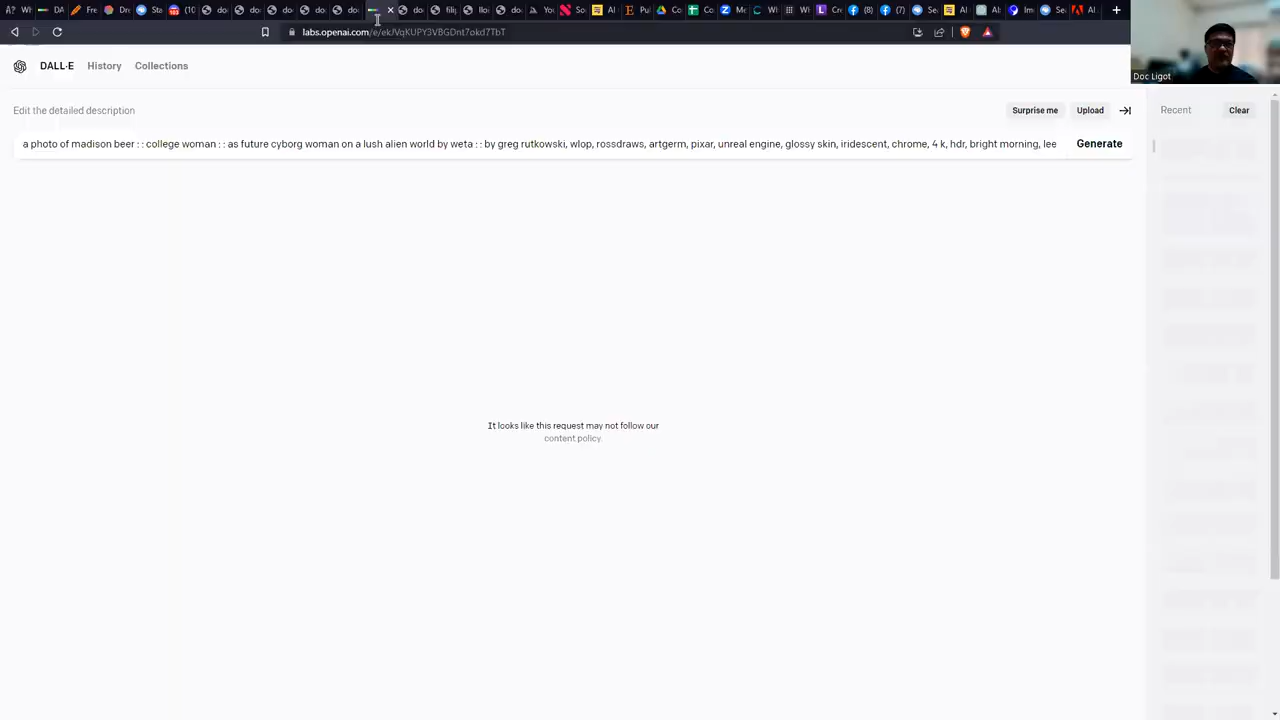 labs.openai.com/e/ekJVqKUPY3VBGDnt7okd7TbT
Doc Ligot
DALL·E History Collections
Edit the detailed description
Surprise me Upload
Recent Clear
a photo of madison beer : : college woman : : as future cyborg woman on a lush alien world by weta : : by greg rutkowski, wlop, rossdraws, artgerm, pixar, unreal engine, glossy skin, iridescent, chrome, 4 k, hdr, bright morning, lee
Generate
It looks like this request may not follow our
content policy.